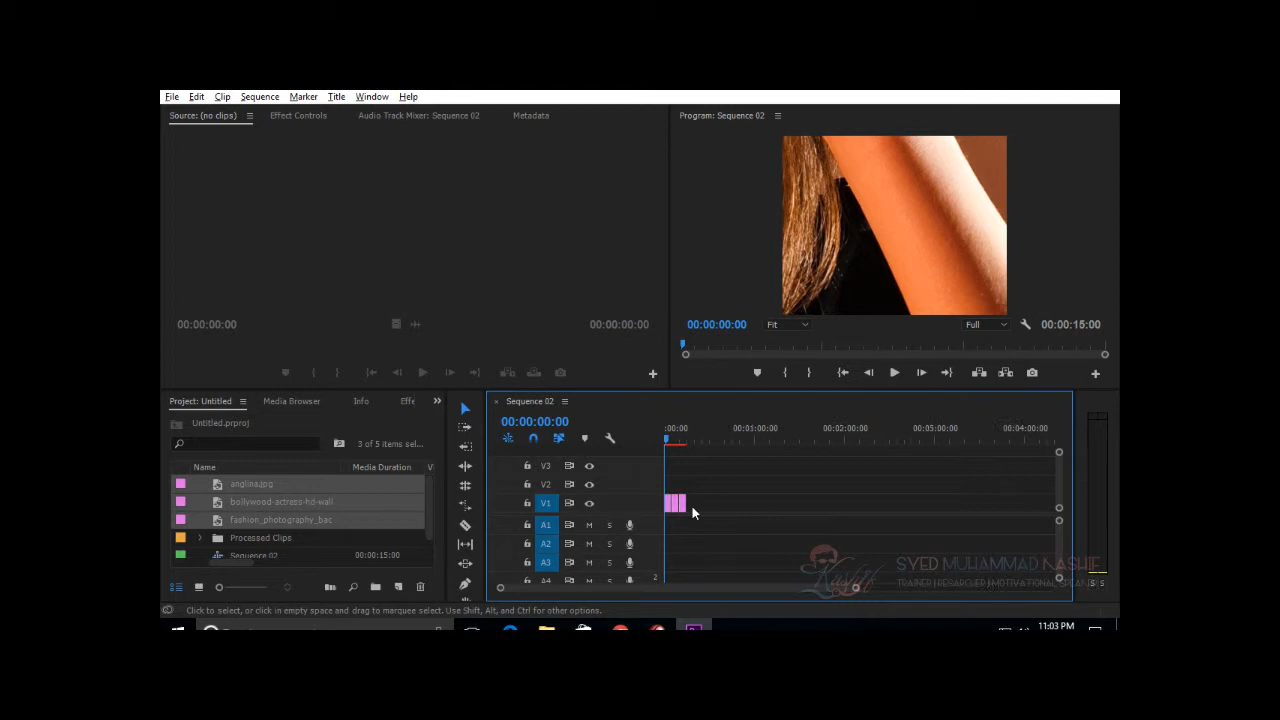 File Edit Clip Sequence Marker Title Window Help
Source: (no clips) Effect Controls Audio Track Mixer: Sequence 02 Metadata
Program: Sequence 02
00:00:00:00 00:00:00:00
00:00:00:00 Fit Full 00:00:15:00
Project: Untitled Media Browser Info Effe
Untitled.prproj
3 of 5 items sel...
Name Media Duration
anglina.jpg
bollywood-actress-hd-wall
fashion_photography_bac
Processed Clips
Sequence 02 00:00:15:00
Sequence 02
00:00:00:00
:00:00 00:01:00:00 00:02:00:00 00:03:00:00 00:04:00:00
V3
V2
V1
A1 M S
A2 M S
A3 M S
A4 M S 2
S S
Kashif
SYED MUHAMMAD KASHIF
Click to select, or click in empty space and drag to marquee select. Use Shift, Alt, and Ctrl for other options.
11:03 PM